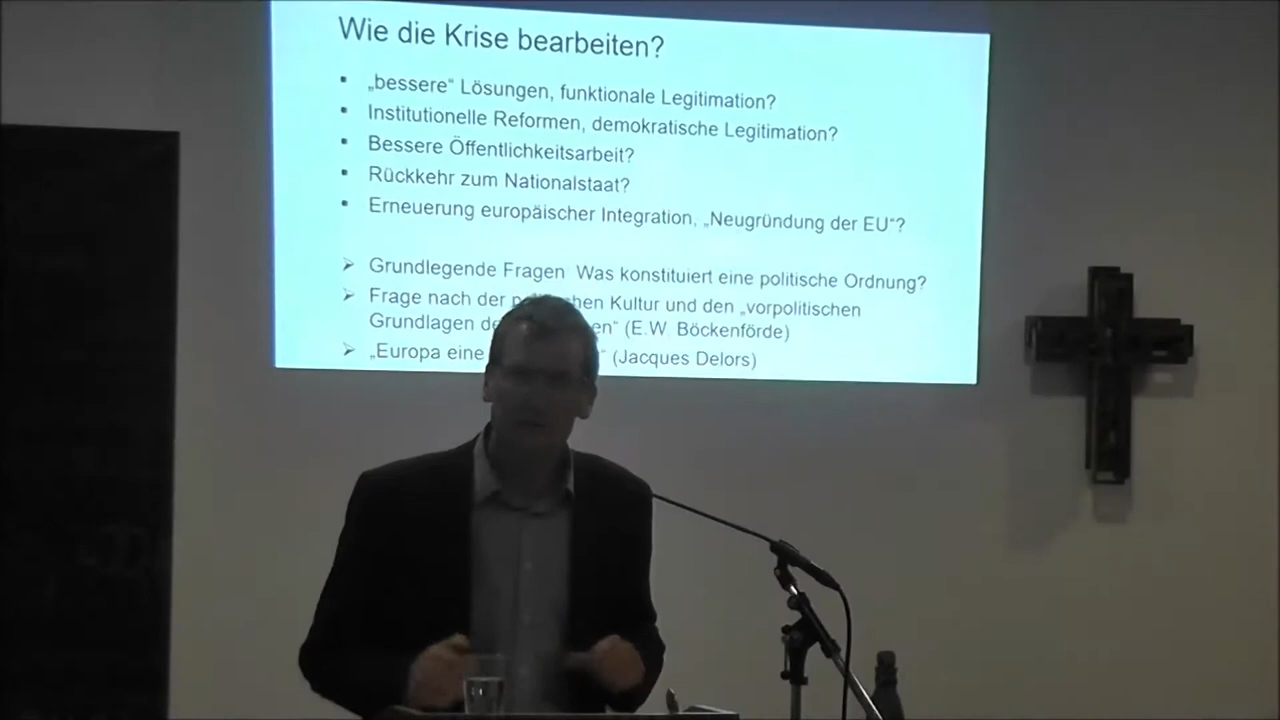 Wie die Krise bearbeiten?
• „bessere“ Lösungen, funktionale Legitimation?
• Institutionelle Reformen, demokratische Legitimation?
• Bessere Öffentlichkeitsarbeit?
• Rückkehr zum Nationalstaat?
• Erneuerung europäischer Integration, „Neugründung der EU“?
➢ Grundlegende Fragen Was konstituiert eine politische Ordnung?
➢ Frage nach der Kultur und den „vorpolitischen
Grundlagen (E.W. Böckenförde)
➢ „Europa eine “ (Jacques Delors)